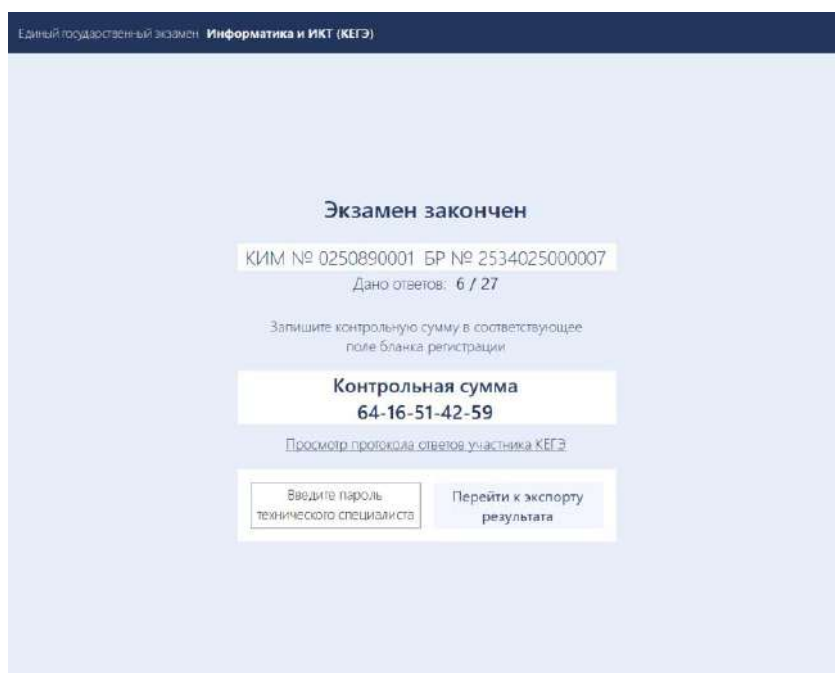 Единый государственный экзамен Информатика и ИКТ (КЕГЭ)
Экзамен закончен
КИМ № 0250890001 БР № 2534025000007
Дано ответов: 6 / 27
Запишите контрольную сумму в соответствующее
поле бланка регистрации
Контрольная сумма
64-16-51-42-59
Просмотр протокола ответов участника КЕГЭ
Введите пароль
технического специалиста
Перейти к экспорту
результата